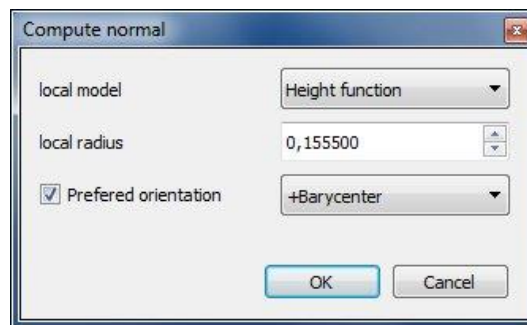 Compute normal
local model Height function
local radius 0,155500
Prefered orientation +Barycenter
OK Cancel